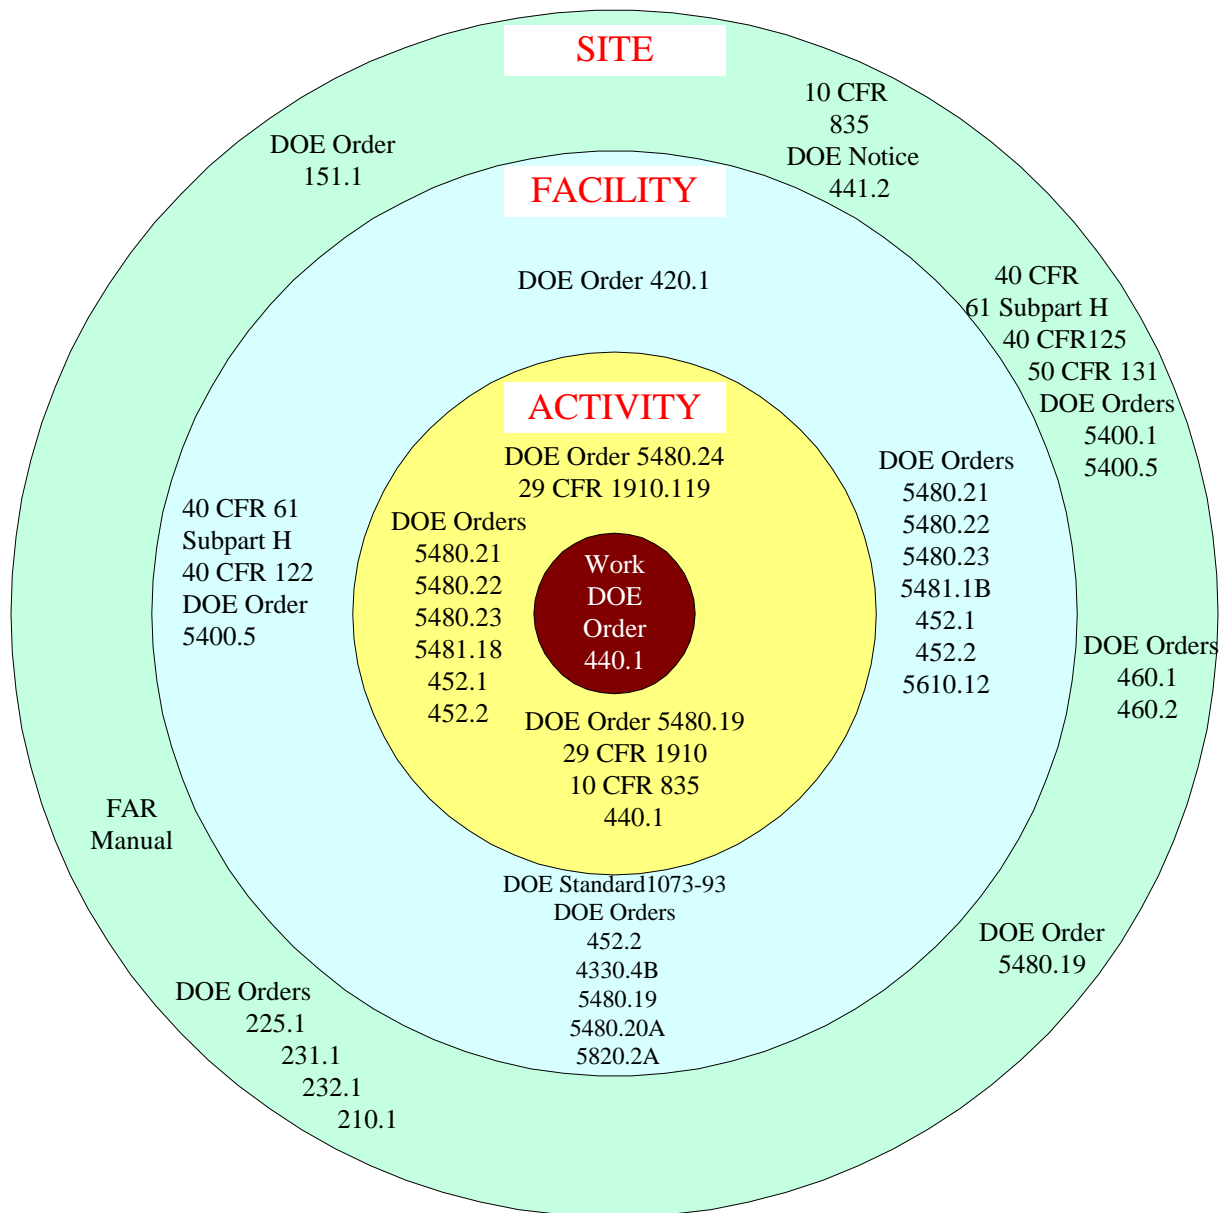 SITE
10 CFR
835
DOE Notice
441.2
DOE Order
151.1
FACILITY
DOE Order 420.1
40 CFR
61 Subpart H
40 CFR125
50 CFR 131
DOE Orders
5400.1
5400.5
ACTIVITY
DOE Order 5480.24
29 CFR 1910.119
DOE Orders
5480.21
5480.22
5480.23
5481.1B
452.1
452.2
5610.12
40 CFR 61
Subpart H
40 CFR 122
DOE Order
5400.5
DOE Orders
5480.21
5480.22
5480.23
5481.18
452.1
452.2
Work
DOE
Order
440.1
DOE Orders
460.1
460.2
DOE Order 5480.19
29 CFR 1910
10 CFR 835
440.1
FAR
Manual
DOE Standard1073-93
DOE Orders
452.2
4330.4B
5480.19
5480.20A
5820.2A
DOE Order
5480.19
DOE Orders
225.1
231.1
232.1
210.1